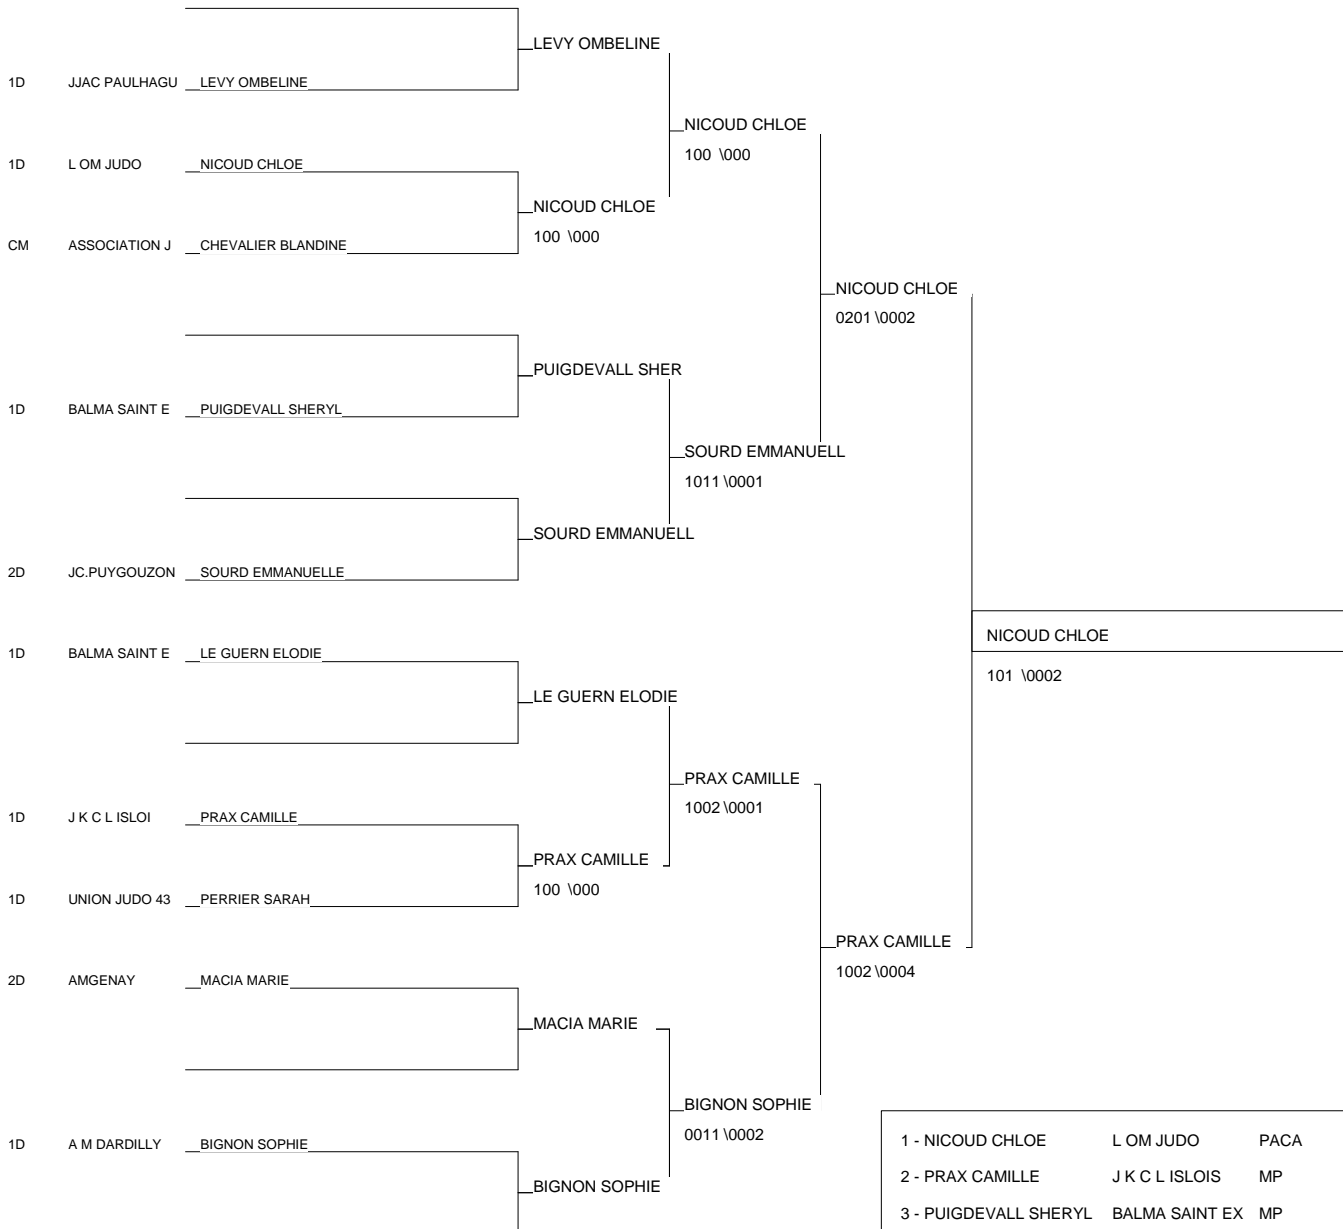 LEVY OMBELINE
1D JJAC PAULHAGU LEVY OMBELINE
NICOUD CHLOE
100 \000
1D L OM JUDO NICOUD CHLOE
NICOUD CHLOE
100 \000
CM ASSOCIATION J CHEVALIER BLANDINE
NICOUD CHLOE
0201 \0002
PUIGDEVALL SHER
1D BALMA SAINT E PUIGDEVALL SHERYL
SOURD EMMANUELL
1011 \0001
SOURD EMMANUELL
2D JC.PUYGOUZON SOURD EMMANUELLE
NICOUD CHLOE
101 \0002
1D BALMA SAINT E LE GUERN ELODIE
LE GUERN ELODIE
PRAX CAMILLE
1002 \0001
1D J K C L ISLOI PRAX CAMILLE
PRAX CAMILLE
100 \000
1D UNION JUDO 43 PERRIER SARAH
PRAX CAMILLE
1002 \0004
2D AMGENAY MACIA MARIE
MACIA MARIE
BIGNON SOPHIE
0011 \0002
1D A M DARDILLY BIGNON SOPHIE
BIGNON SOPHIE
1 - NICOUD CHLOE L OM JUDO PACA
2 - PRAX CAMILLE J K C L ISLOIS MP
3 - PUIGDEVALL SHERYL BALMA SAINT EX MP